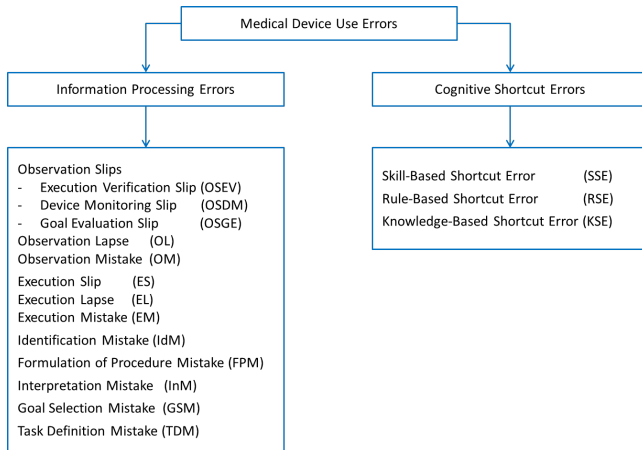 Medical Device Use Errors
Information Processing Errors
Cognitive Shortcut Errors
Observation Slips
- Execution Verification Slip (OSEV)
- Device Monitoring Slip (OSDM)
- Goal Evaluation Slip (OSGE)
Observation Lapse (OL)
Observation Mistake (OM)
Execution Slip (ES)
Execution Lapse (EL)
Execution Mistake (EM)
Identification Mistake (IdM)
Formulation of Procedure Mistake (FPM)
Interpretation Mistake (InM)
Goal Selection Mistake (GSM)
Task Definition Mistake (TDM)
Skill-Based Shortcut Error (SSE)
Rule-Based Shortcut Error (RSE)
Knowledge-Based Shortcut Error (KSE)